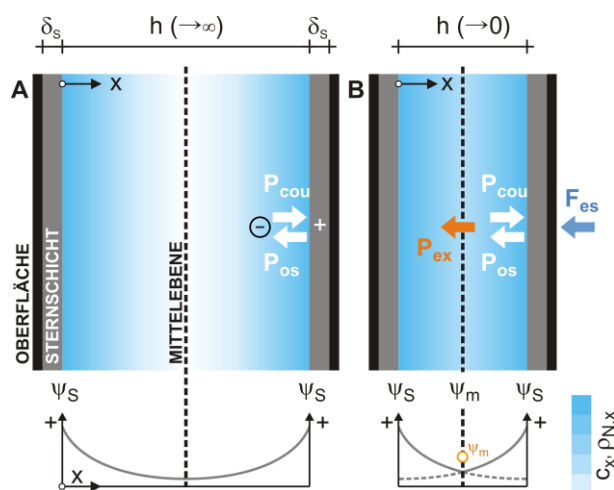 δs h (→∞) δs
h (→0)
A
x
B
x
Pcou
−
+
Pos
Pcou
Pex
Pos
Fes
OBERFLÄCHE
STERNSCHICHT
MITTELEBENE
ψS ψS
ψS ψm ψS
+ +
+ ψm +
x
cx, ρN,x